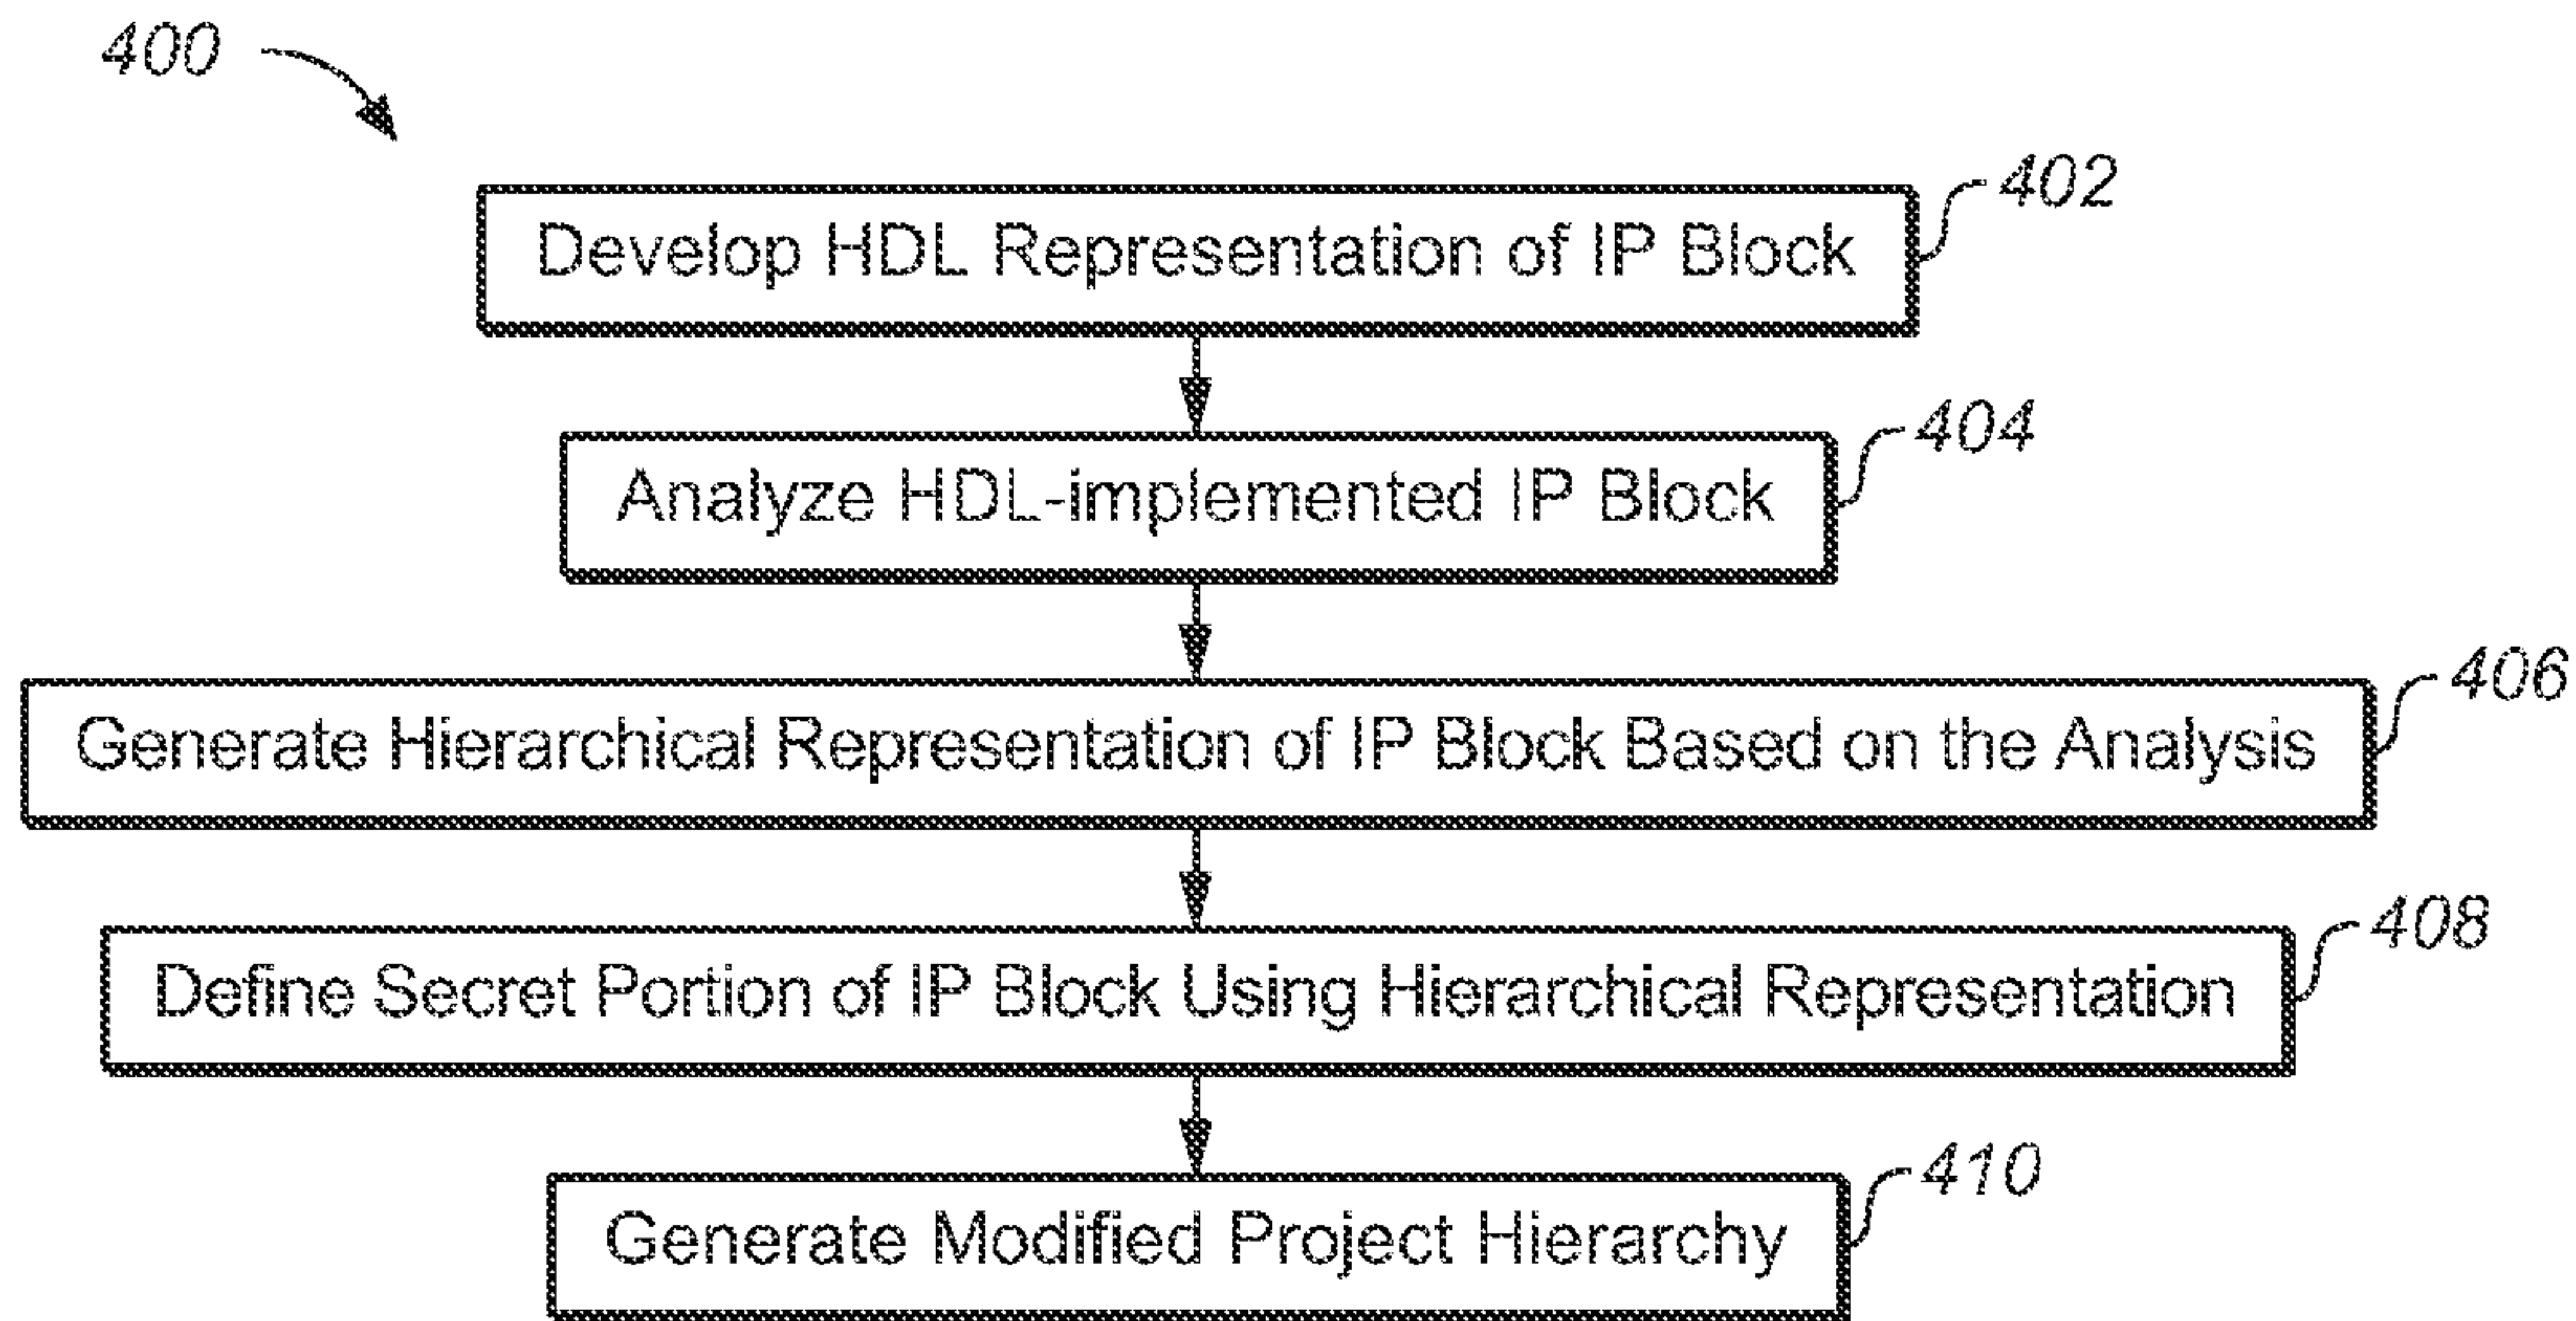 400
402
Develop HDL Representation of IP Block
404
Analyze HDL-implemented IP Block
406
Generate Hierarchical Representation of IP Block Based on the Analysis
408
Define Secret Portion of IP Block Using Hierarchical Representation
410
Generate Modified Project Hierarchy